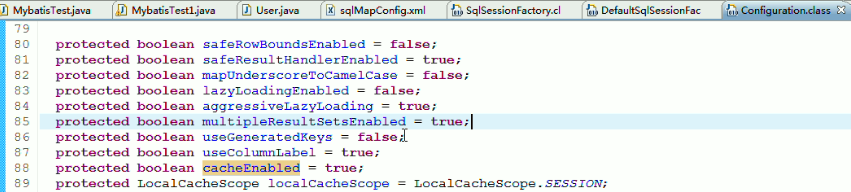 MybatisTest.java MybatisTest1.java User.java sqlMapConfig.xml SqlSessionFactory.cl DefaultSqlSessionFac Configuration.class
79
80 protected boolean safeRowBoundsEnabled = false;
81 protected boolean safeResultHandlerEnabled = true;
82 protected boolean mapUnderscoreToCamelCase = false;
83 protected boolean lazyLoadingEnabled = false;
84 protected boolean aggressiveLazyLoading = true;
85 protected boolean multipleResultSetsEnabled = true;
86 protected boolean useGeneratedKeys = false;
87 protected boolean useColumnLabel = true;
88 protected boolean cacheEnabled = true;
89 protected LocalCacheScope localCacheScope = LocalCacheScope.SESSION;